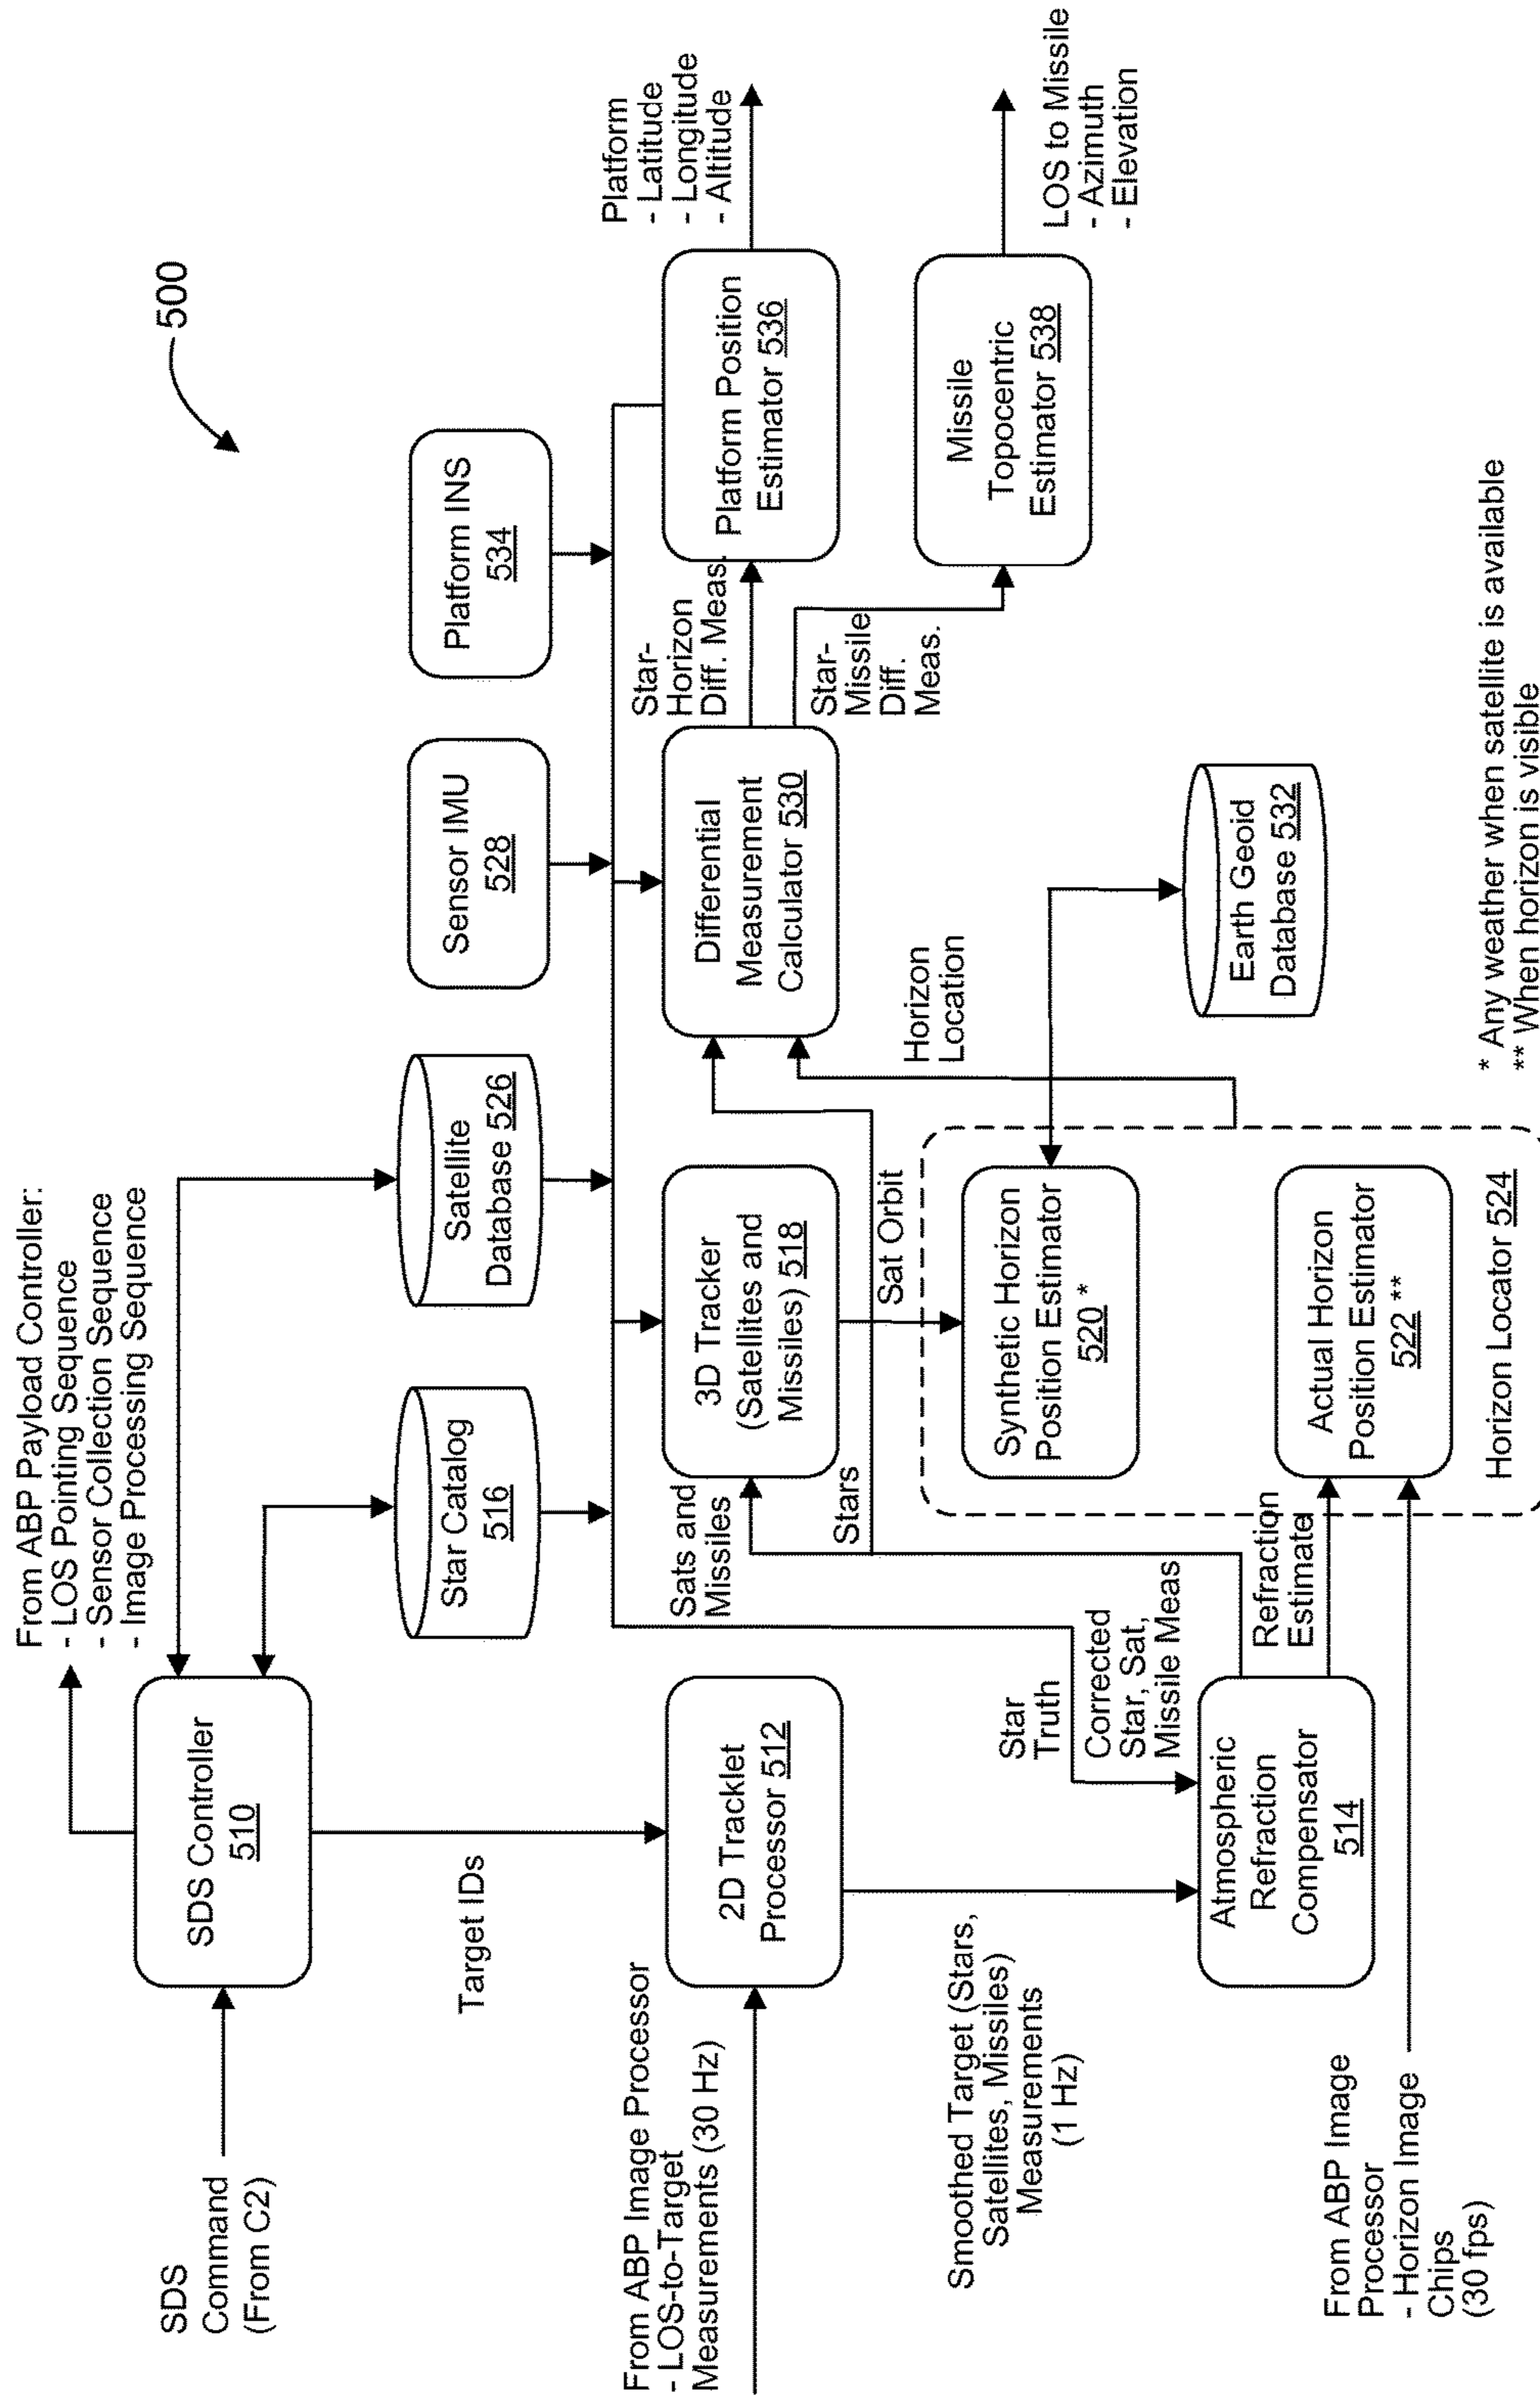 500
SDS
Command
(From C2)
SDS Controller
510
From ABP Payload Controller:
- LOS Pointing Sequence
- Sensor Collection Sequence
- Image Processing Sequence
Target IDs
Star Catalog
516
Satellite
Database 526
Sensor IMU
528
Platform INS
534
From ABP Image Processor
- LOS-to-Target
Measurements (30 Hz)
2D Tracklet
Processor 512
Sats and
Missiles
3D Tracker
(Satellites and
Missiles) 518
Stars
Sat Orbit
Differential
Measurement
Calculator 530
Star-
Horizon
Diff. Meas.
Platform Position
Estimator 536
Platform
- Latitude
- Longitude
- Altitude
Star-
Missile
Diff.
Meas.
Missile
Topocentric
Estimator 538
LOS to Missile
- Azimuth
- Elevation
Smoothed Target (Stars,
Satellites, Missiles)
Measurements
(1 Hz)
Star
Truth
Corrected
Star, Sat,
Missile Meas
Atmospheric
Refraction
Compensator
514
Refraction
Estimate
Synthetic Horizon
Position Estimator
520 *
Horizon
Location
Earth Geoid
Database 532
Actual Horizon
Position Estimator
522 **
Horizon Locator 524
From ABP Image
Processor
- Horizon Image
Chips
(30 fps)
* Any weather when satellite is available
** When horizon is visible